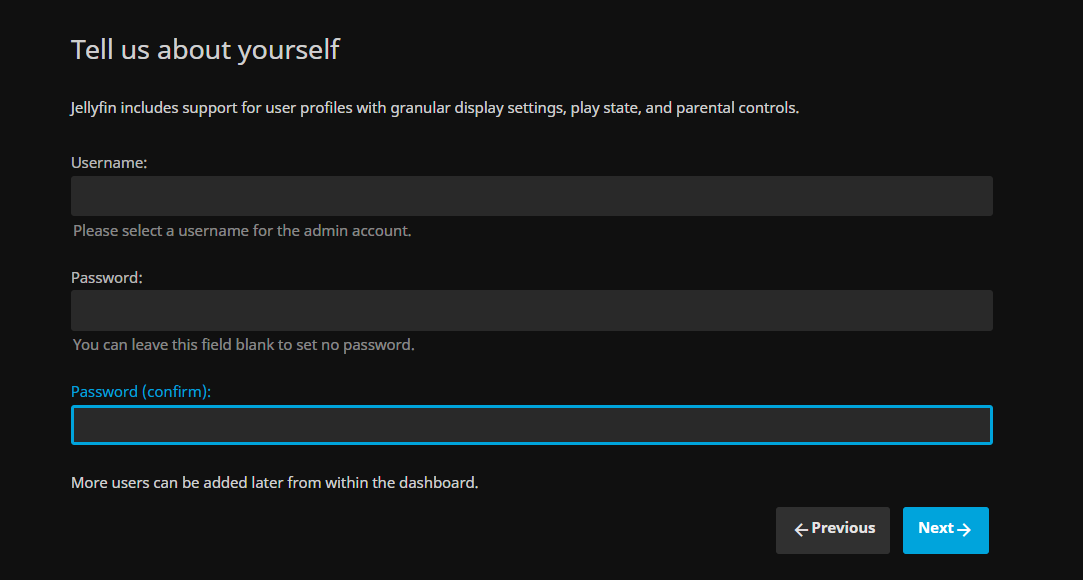 Tell us about yourself
Jellyfin includes support for user profiles with granular display settings, play state, and parental controls.
Username:
Please select a username for the admin account.
Password:
You can leave this field blank to set no password.
Password (confirm):
More users can be added later from within the dashboard.
← Previous
Next →